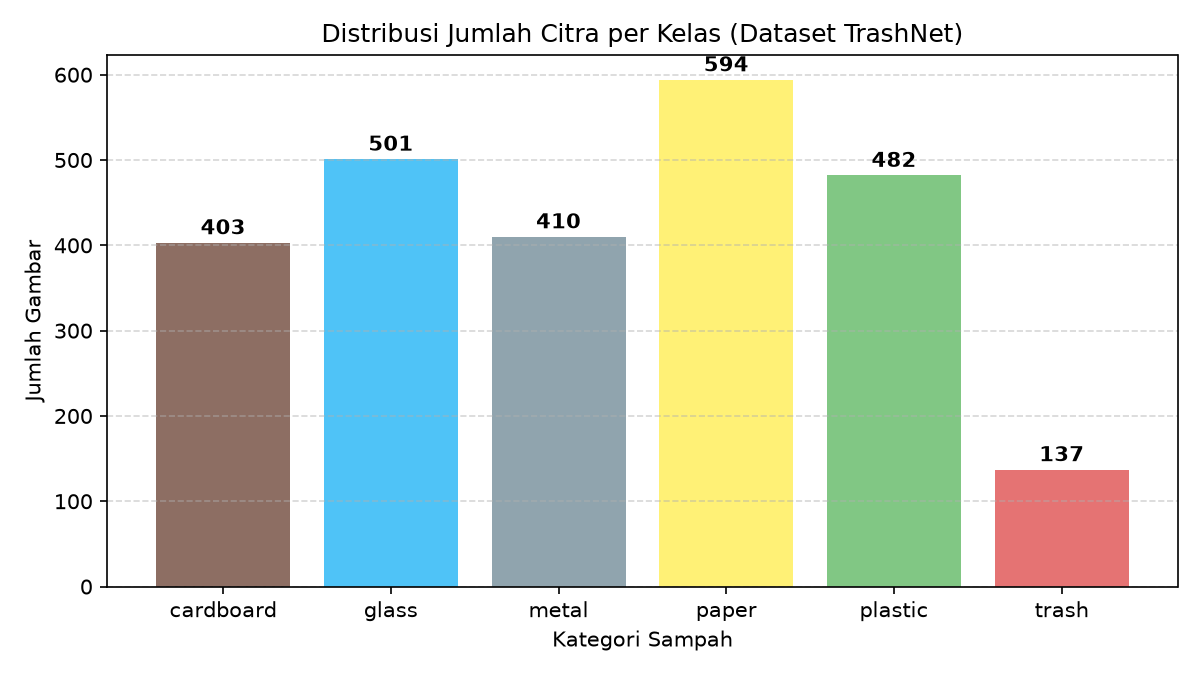 Distribusi Jumlah Citra per Kelas (Dataset TrashNet)
Jumlah Gambar
600
500
400
300
200
100
0
403
501
410
594
482
137
cardboard
glass
metal
paper
plastic
trash
Kategori Sampah